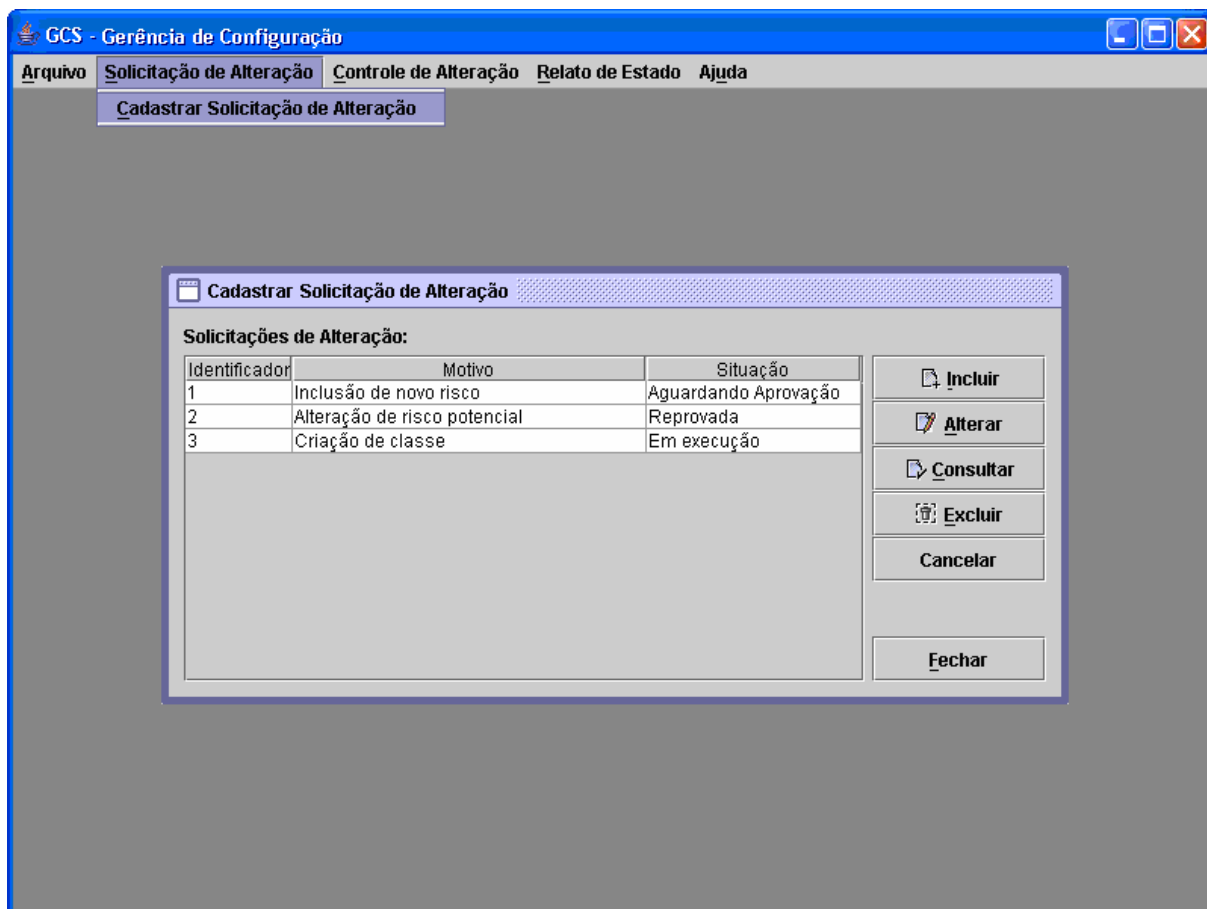 GCS - Gerência de Configuração
Arquivo Solicitação de Alteração Controle de Alteração Relato de Estado Ajuda
Cadastrar Solicitação de Alteração
Cadastrar Solicitação de Alteração
Solicitações de Alteração:
Identificador Motivo Situação
1 Inclusão de novo risco Aguardando Aprovação
2 Alteração de risco potencial Reprovada
3 Criação de classe Em execução
Incluir
Alterar
Consultar
Excluir
Cancelar
Fechar